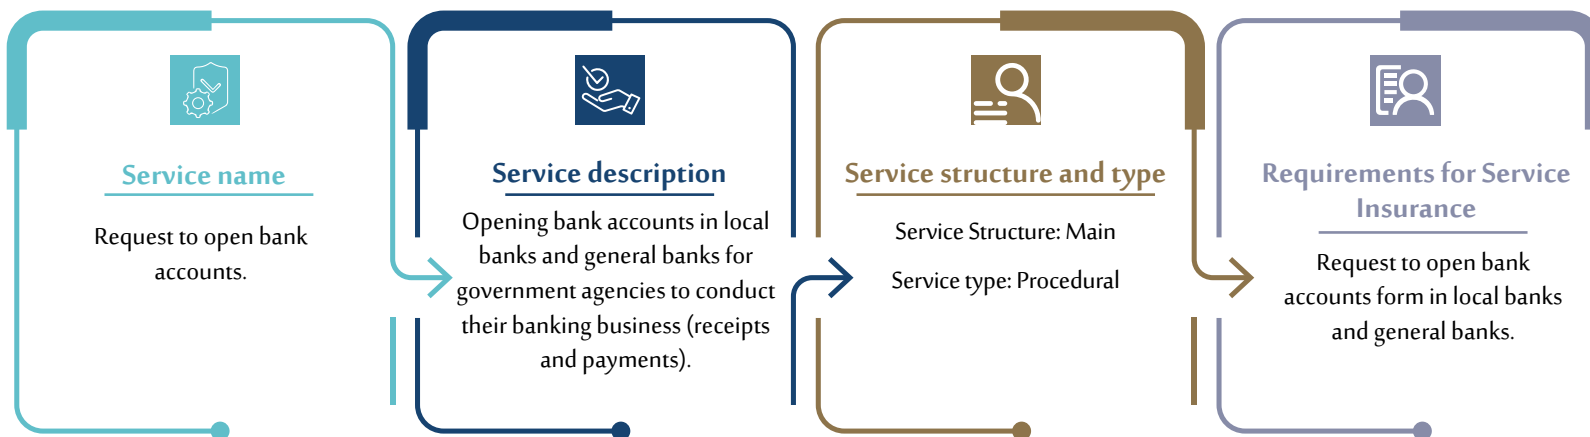 Service name
Request to open bank
accounts.
Service description
Opening bank accounts in local
banks and general banks for
government agencies to conduct
their banking business (receipts
and payments).
Service structure and type
Service Structure: Main
Service type: Procedural
Requirements for Service
Insurance
Request to open bank
accounts form in local banks
and general banks.